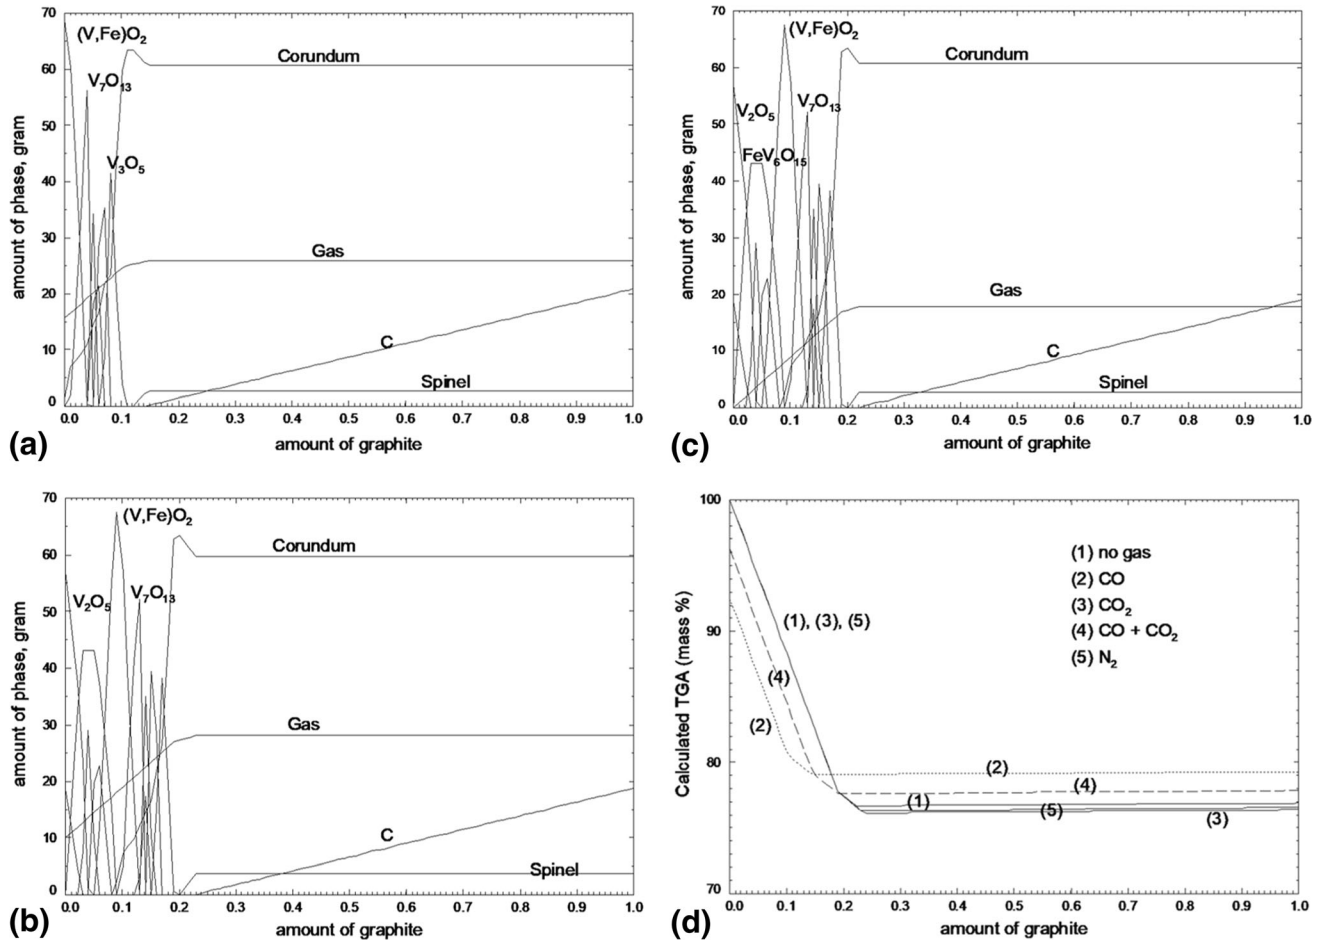 70
60
50
40
30
20
10
0
amount of phase, gram
(V,Fe)O₂
V₇O₁₃
V₃O₅
Corundum
Gas
C
Spinel
0.0 0.1 0.2 0.3 0.4 0.5 0.6 0.7 0.8 0.9 1.0
amount of graphite
(a)
70
60
50
40
30
20
10
0
amount of phase, gram
(V,Fe)O₂
V₂O₅
V₇O₁₃
FeV₆O₁₅
Corundum
Gas
C
Spinel
0.0 0.1 0.2 0.3 0.4 0.5 0.6 0.7 0.8 0.9 1.0
amount of graphite
(c)
70
60
50
40
30
20
10
0
amount of phase, gram
(V,Fe)O₂
V₂O₅
V₇O₁₃
Corundum
Gas
C
Spinel
0.0 0.1 0.2 0.3 0.4 0.5 0.6 0.7 0.8 0.9 1.0
amount of graphite
(b)
100
90
80
70
Calculated TGA (mass %)
(1) no gas
(2) CO
(3) CO₂
(4) CO + CO₂
(5) N₂
(1), (3), (5)
(4)
(2)
(2)
(4)
(1)
(5)
(3)
0.0 0.1 0.2 0.3 0.4 0.5 0.6 0.7 0.8 0.9 1.0
amount of graphite
(d)